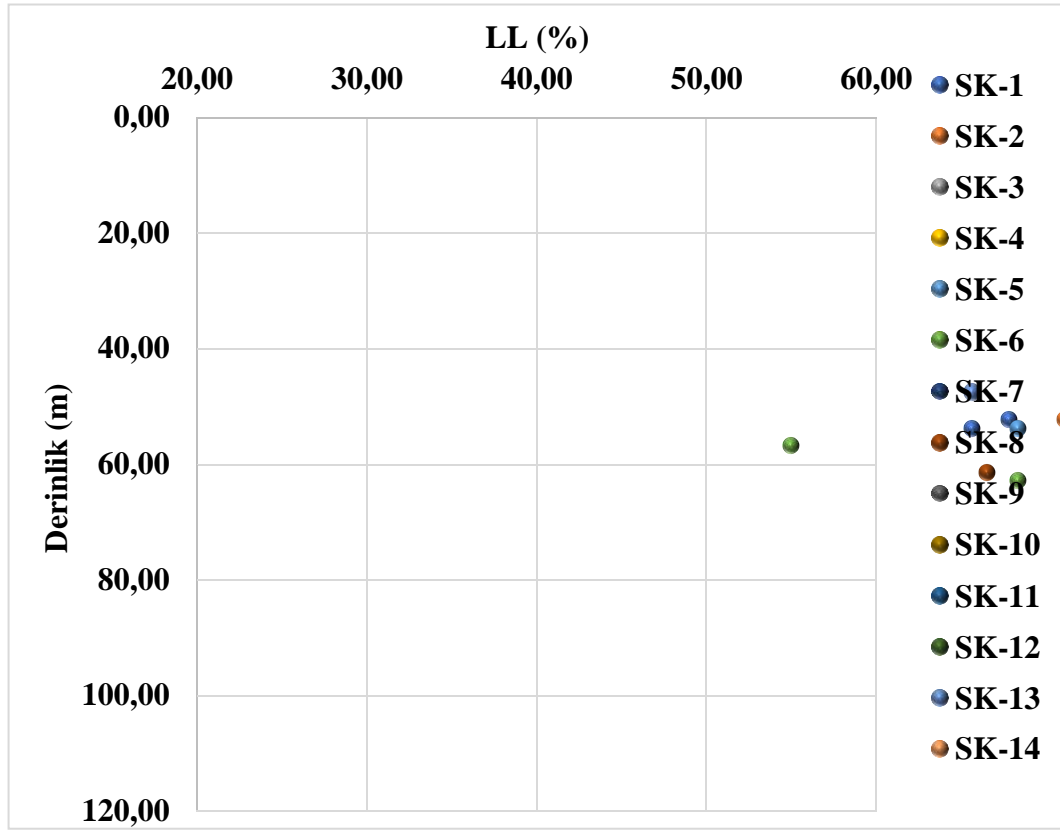 LL (%)
20,00 30,00 40,00 50,00 60,00
0,00
20,00
40,00
60,00
80,00
100,00
120,00
Derinlik (m)
SK-1
SK-2
SK-3
SK-4
SK-5
SK-6
SK-7
SK-8
SK-9
SK-10
SK-11
SK-12
SK-13
SK-14